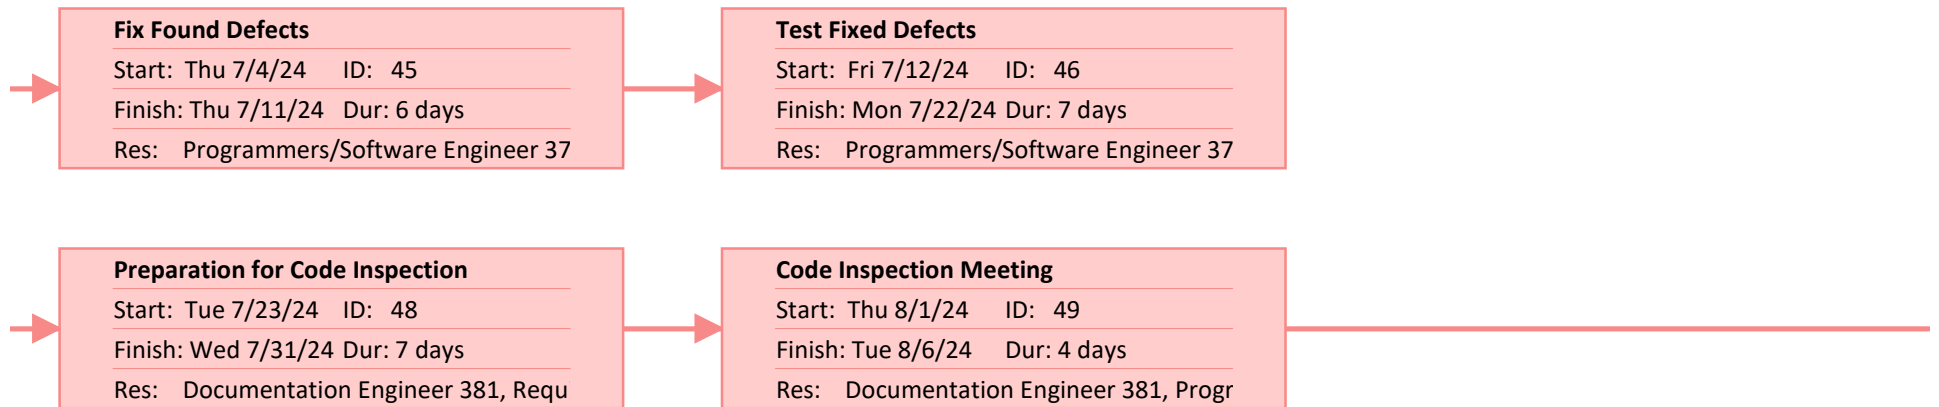 Fix Found Defects
Start: Thu 7/4/24 ID: 45
Finish: Thu 7/11/24 Dur: 6 days
Res: Programmers/Software Engineer 37
Test Fixed Defects
Start: Fri 7/12/24 ID: 46
Finish: Mon 7/22/24 Dur: 7 days
Res: Programmers/Software Engineer 37
Preparation for Code Inspection
Start: Tue 7/23/24 ID: 48
Finish: Wed 7/31/24 Dur: 7 days
Res: Documentation Engineer 381, Requ
Code Inspection Meeting
Start: Thu 8/1/24 ID: 49
Finish: Tue 8/6/24 Dur: 4 days
Res: Documentation Engineer 381, Progr